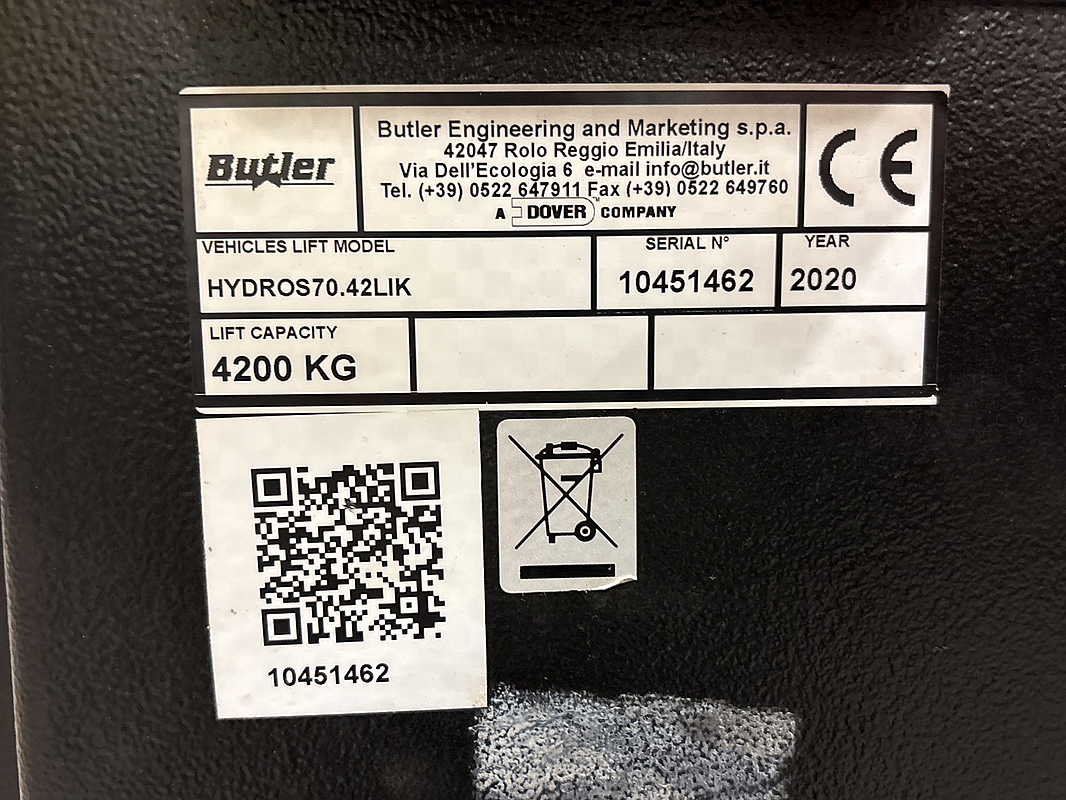 Butler
Butler Engineering and Marketing s.p.a.
42047 Rolo Reggio Emilia/Italy
Via Dell'Ecologia 6 e-mail info@butler.it
Tel. (+39) 0522 647911 Fax (+39) 0522 649760
A DOVER™ COMPANY
CE
VEHICLES LIFT MODEL
HYDROS70.42LIK
SERIAL N°
10451462
YEAR
2020
LIFT CAPACITY
4200 KG
10451462